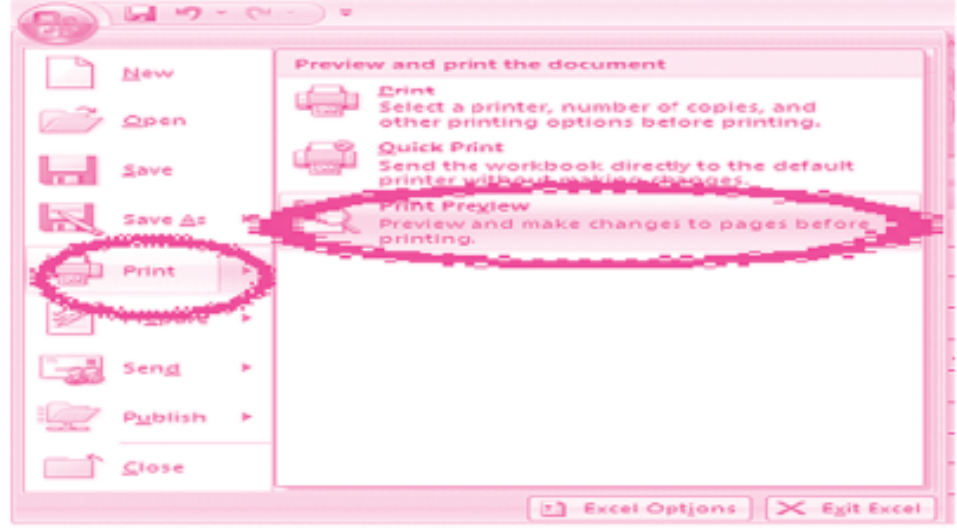 New
Open
Save
Save As
Print
Prepare
Send
Publish
Close
Preview and print the document
Print
Select a printer, number of copies, and
other printing options before printing.
Quick Print
Send the workbook directly to the default
printer without making changes.
Print Preview
Preview and make changes to pages before
printing.
Excel Options
Exit Excel